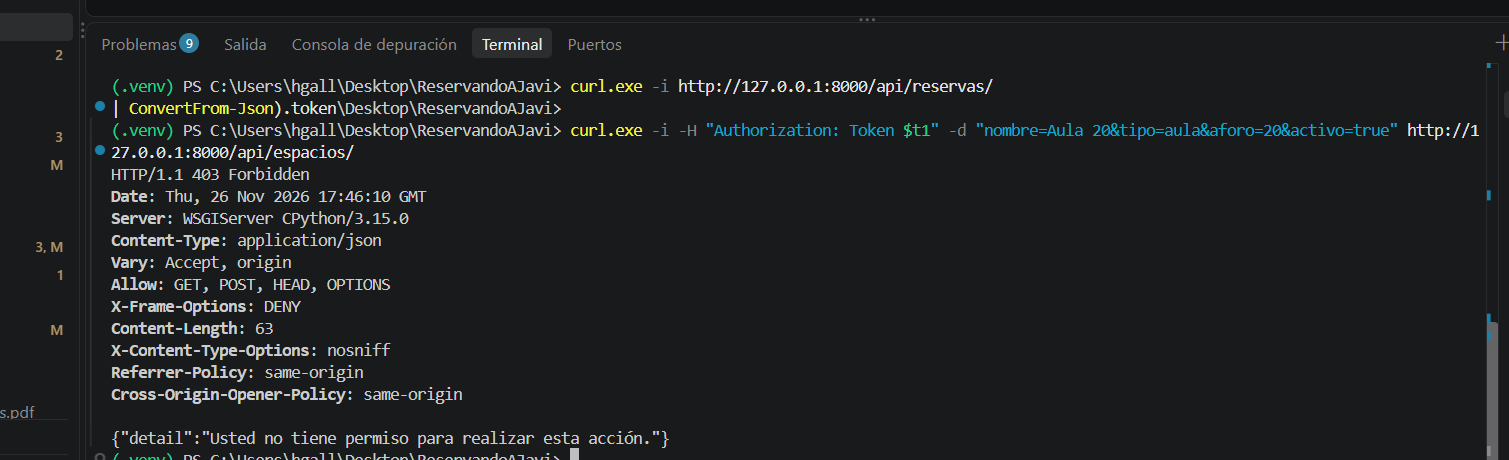 Problemas 9 Salida Consola de depuración Terminal Puertos
2
3
M
3, M
1
M
s.pdf
(.venv) PS C:\Users\hgall\Desktop\ReservandoAJavi> curl.exe -i http://127.0.0.1:8000/api/reservas/
| ConvertFrom-Json).token\Desktop\ReservandoAJavi>
(.venv) PS C:\Users\hgall\Desktop\ReservandoAJavi> curl.exe -i -H "Authorization: Token $t1" -d "nombre=Aula 20&tipo=aula&aforo=20&activo=true" http://1
27.0.0.1:8000/api/espacios/
HTTP/1.1 403 Forbidden
Date: Thu, 26 Nov 2026 17:46:10 GMT
Server: WSGIServer CPython/3.15.0
Content-Type: application/json
Vary: Accept, origin
Allow: GET, POST, HEAD, OPTIONS
X-Frame-Options: DENY
Content-Length: 63
X-Content-Type-Options: nosniff
Referrer-Policy: same-origin
Cross-Origin-Opener-Policy: same-origin
{"detail":"Usted no tiene permiso para realizar esta acción."}
(.venv) PS C:\Users\hgall\Desktop\ReservandoAJavi>